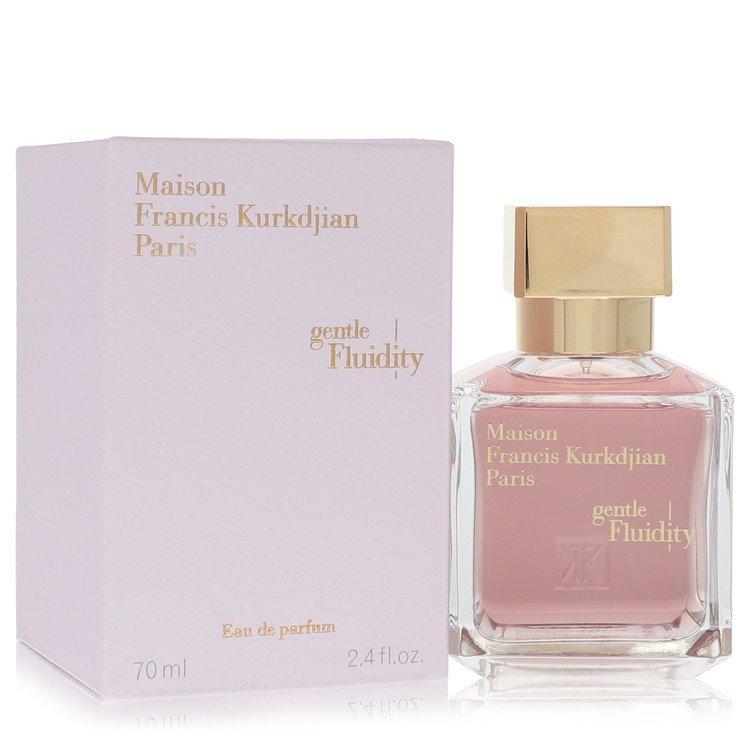 Maison
Francis Kurkdjian
Paris
gentle
Fluidity
Eau de parfum
70 ml 2.4 fl.oz.
Maison
Francis Kurkdjian
Paris
gentle
Fluidity